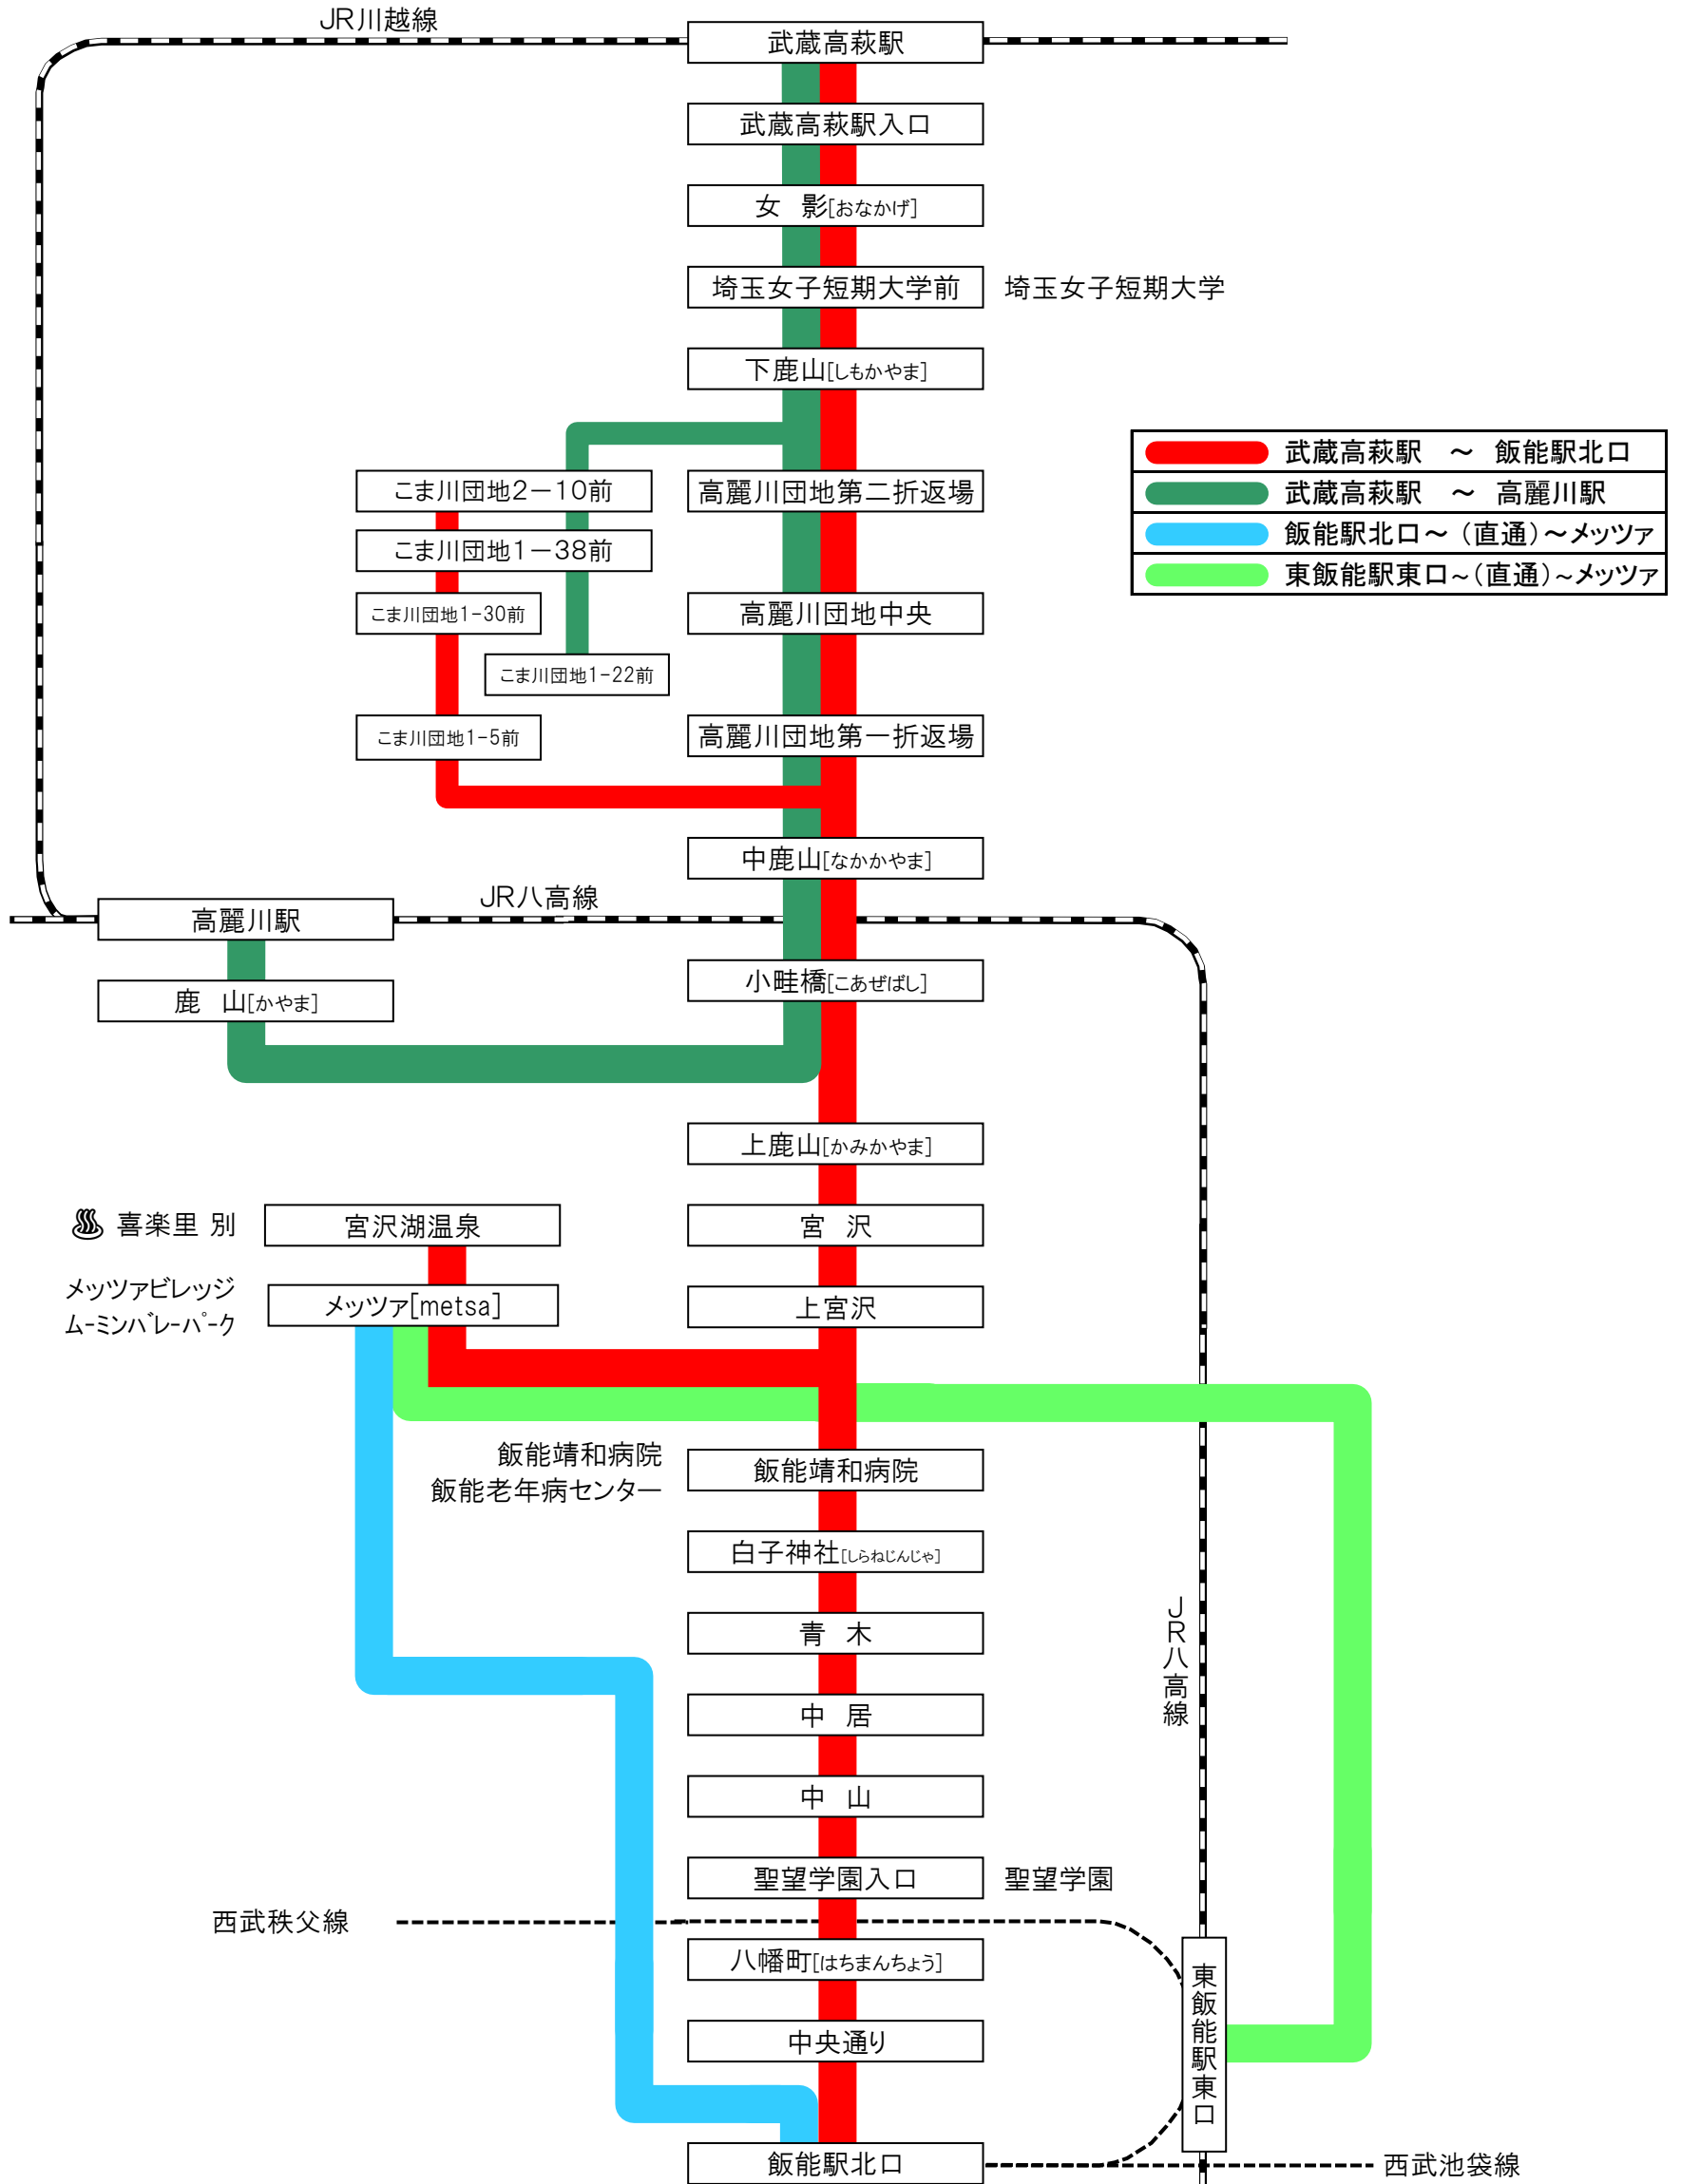 JR川越線
武蔵高萩駅
武蔵高萩駅入口
女　影[おなかげ]
埼玉女子短期大学前
埼玉女子短期大学
下鹿山[しもかやま]
武蔵高萩駅　～　飯能駅北口
武蔵高萩駅　～　高麗川駅
飯能駅北口～（直通）～メッツァ
東飯能駅東口~（直通）~メッツァ
こま川団地2－10前
高麗川団地第二折返場
こま川団地1－38前
こま川団地1-30前
高麗川団地中央
こま川団地1-22前
こま川団地1-5前
高麗川団地第一折返場
中鹿山[なかかやま]
JR八高線
高麗川駅
小畦橋[こあぜばし]
鹿　山[かやま]
上鹿山[かみかやま]
♨ 喜楽里 別
宮沢湖温泉
宮　沢
メッツァビレッジ
ムーミンバレーパーク
メッツァ[metsa]
上宮沢
飯能靖和病院
飯能老年病センター
飯能靖和病院
白子神社[しらねじんじゃ]
青　木
JR八高線
中　居
中　山
聖望学園入口
聖望学園
西武秩父線
八幡町[はちまんちょう]
東飯能駅東口
中央通り
飯能駅北口
西武池袋線